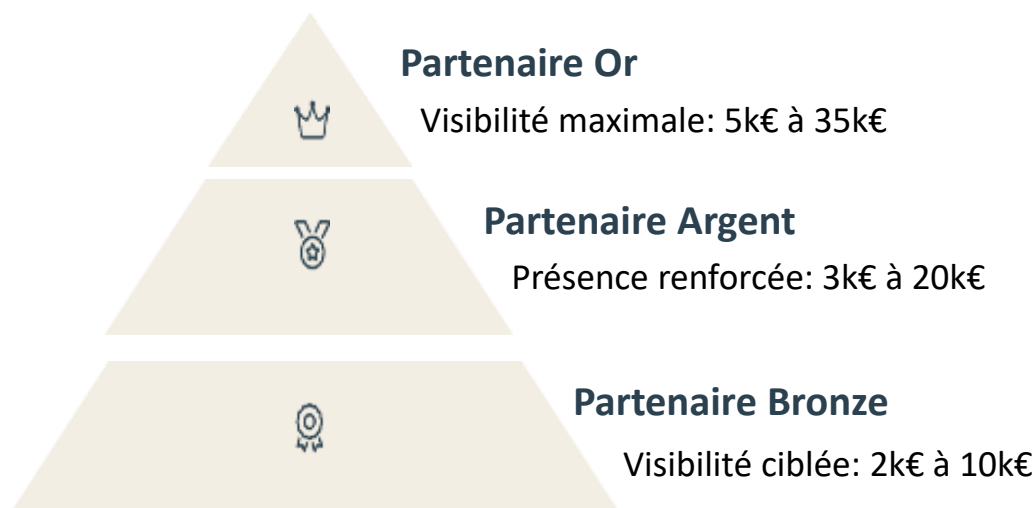 Partenaire Or
Visibilité maximale: 5k€ à 35k€
Partenaire Argent
Présence renforcée: 3k€ à 20k€
Partenaire Bronze
Visibilité ciblée: 2k€ à 10k€